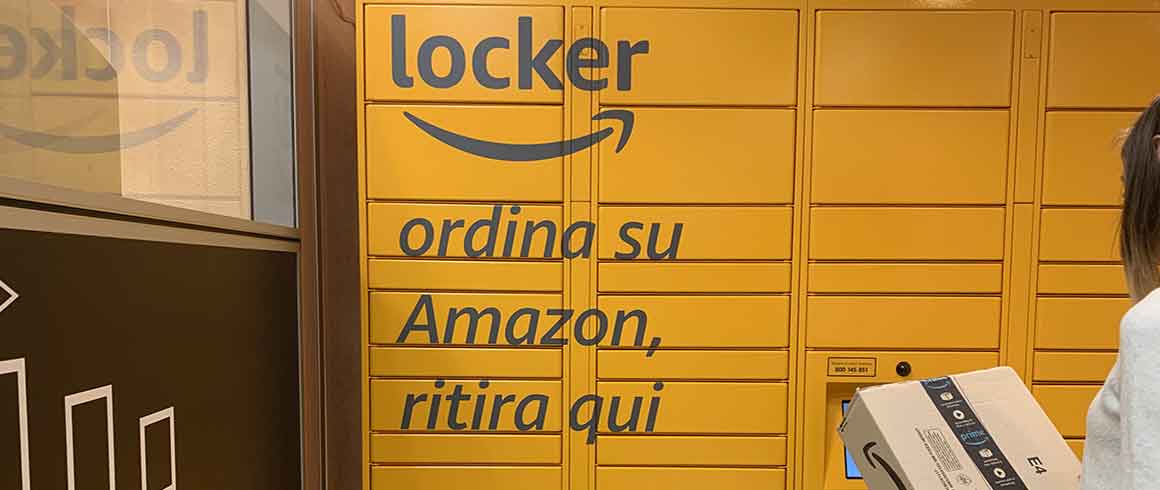 locker
ordina su
Amazon,
ritira qui
800 145 851
prime
E4